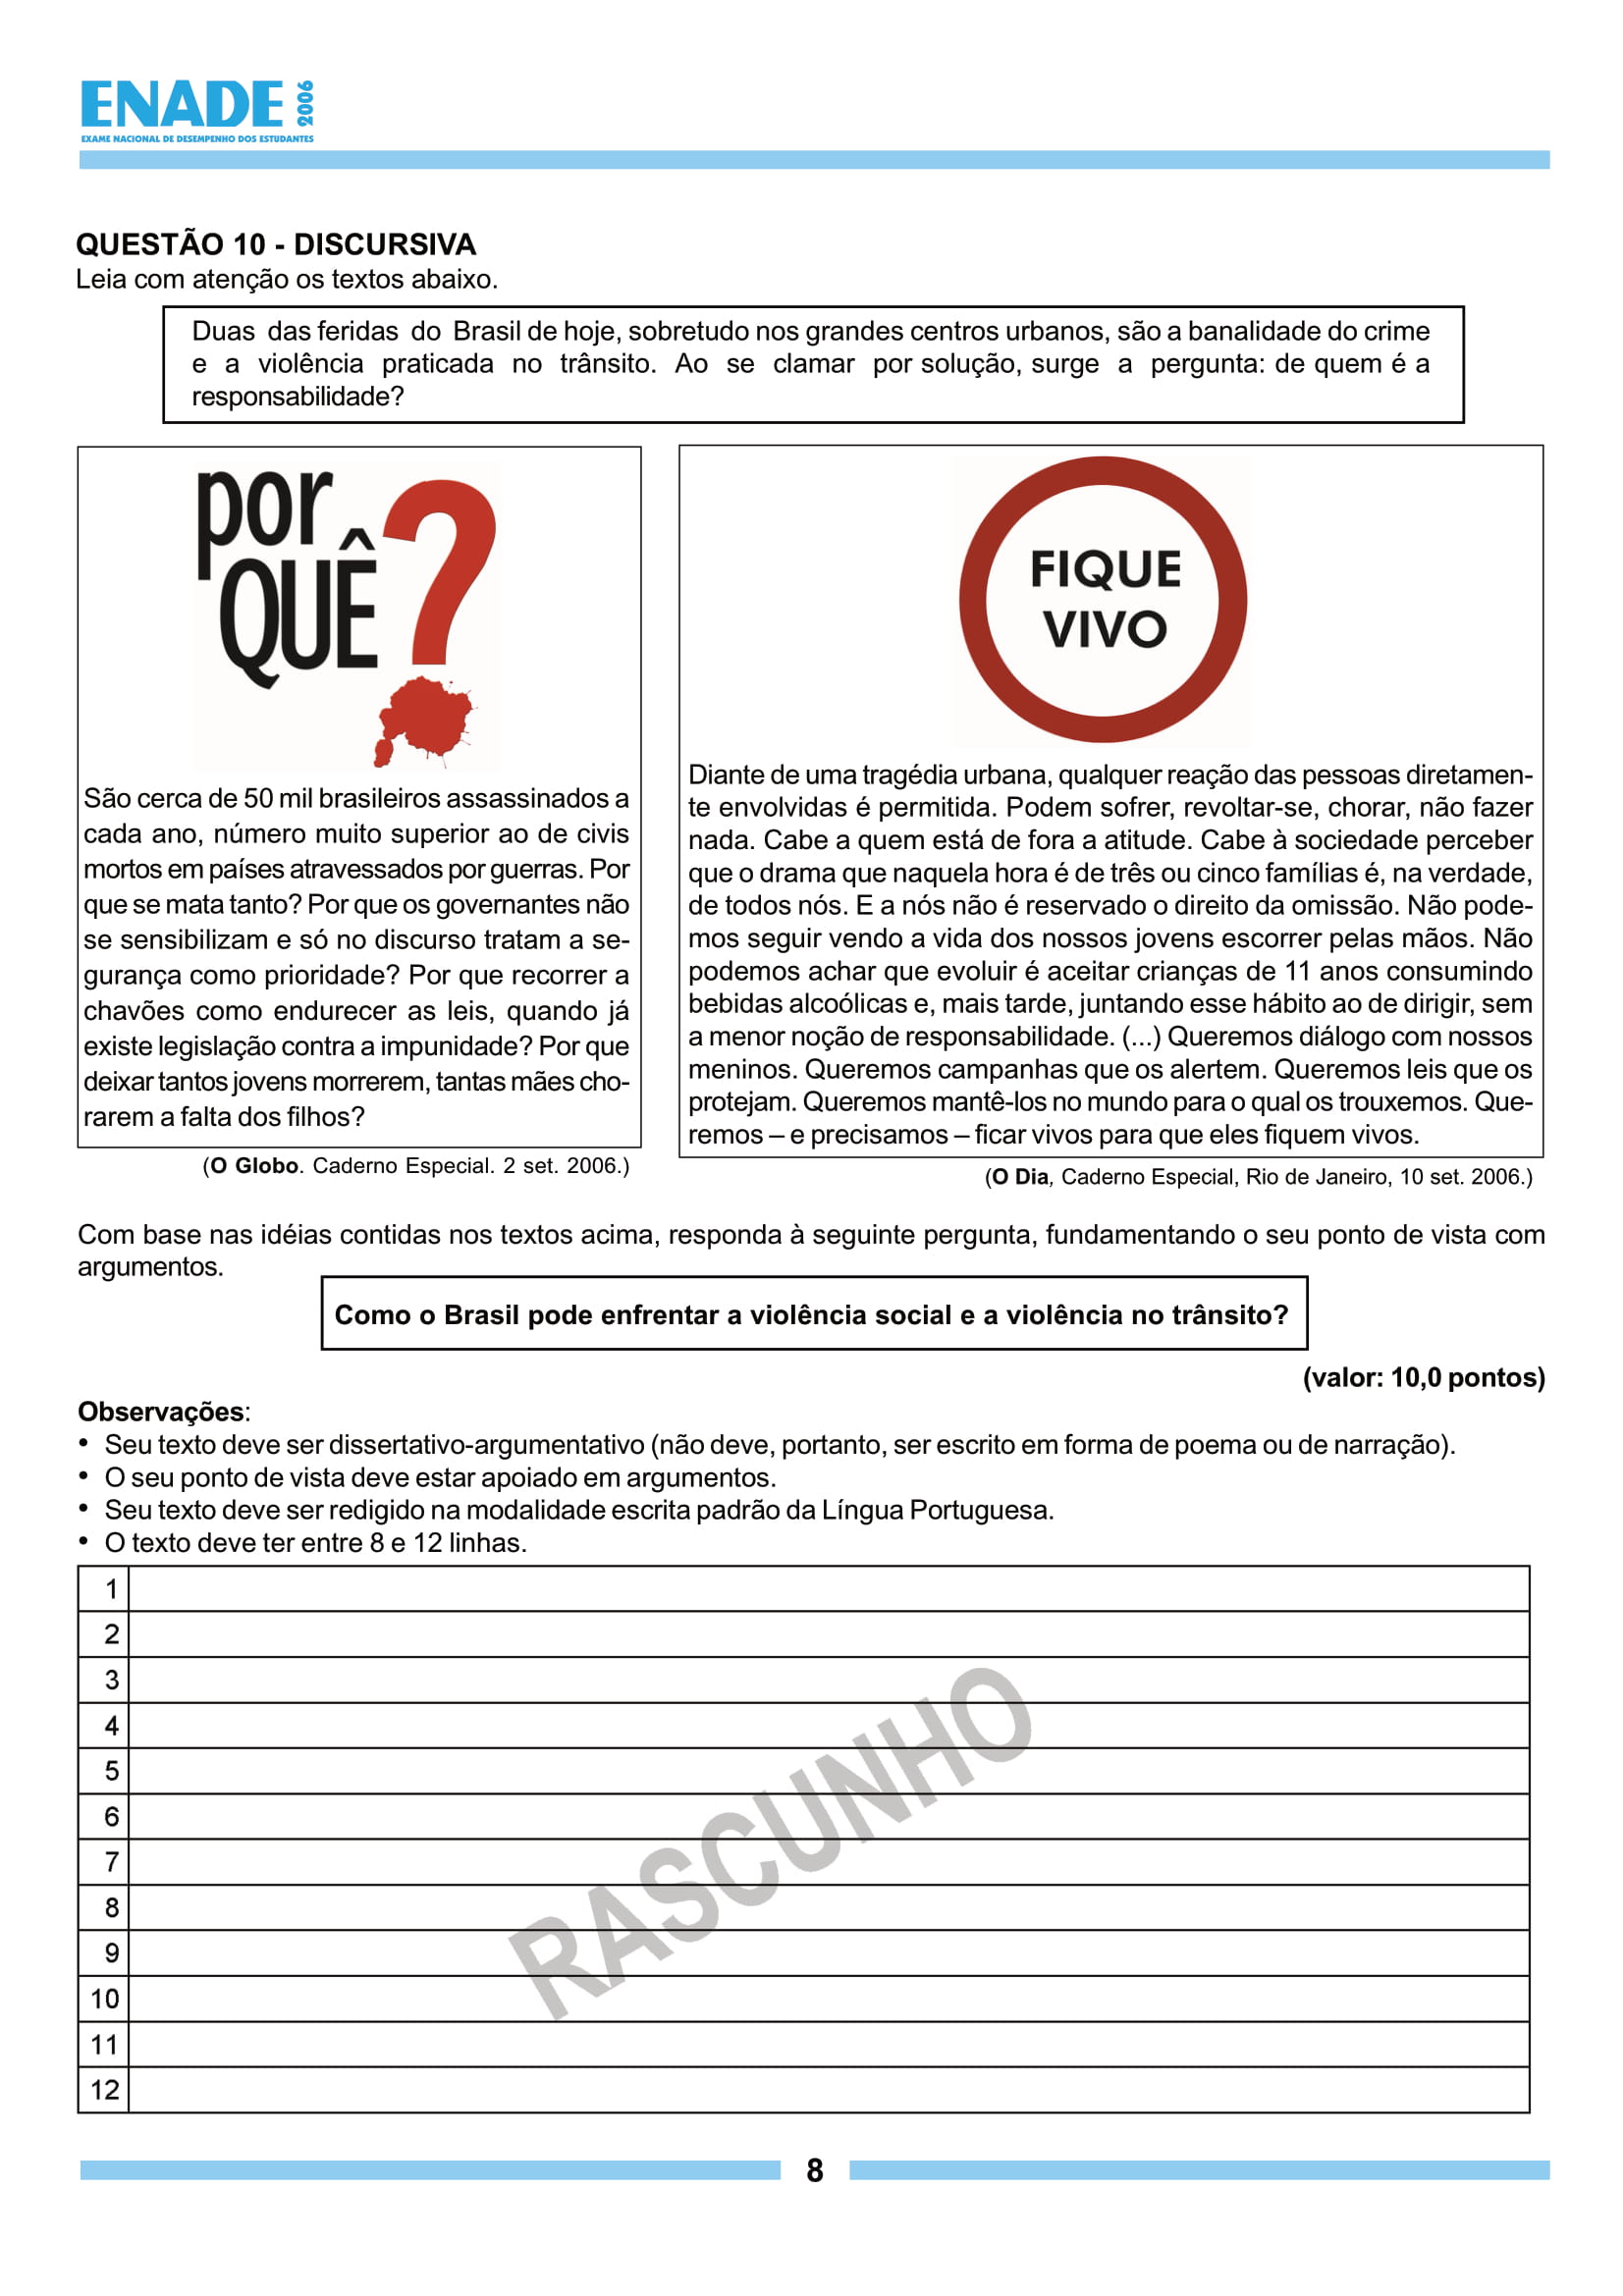 ENADE 2006
EXAME NACIONAL DE DESEMPENHO DOS ESTUDANTES
QUESTÃO 10 - DISCURSIVA
Leia com atenção os textos abaixo.
Duas das feridas do Brasil de hoje, sobretudo nos grandes centros urbanos, são a banalidade do crime
e a violência praticada no trânsito. Ao se clamar por solução, surge a pergunta: de quem é a
responsabilidade?
por
QUÊ?
São cerca de 50 mil brasileiros assassinados a
cada ano, número muito superior ao de civis
mortos em países atravessados por guerras. Por
que se mata tanto? Por que os governantes não
se sensibilizam e só no discurso tratam a se-
gurança como prioridade? Por que recorrer a
chavões como endurecer as leis, quando já
existe legislação contra a impunidade? Por que
deixar tantos jovens morrerem, tantas mães cho-
rarem a falta dos filhos?
(O Globo. Caderno Especial. 2 set. 2006.)
FIQUE
VIVO
Diante de uma tragédia urbana, qualquer reação das pessoas diretamen-
te envolvidas é permitida. Podem sofrer, revoltar-se, chorar, não fazer
nada. Cabe a quem está de fora a atitude. Cabe à sociedade perceber
que o drama que naquela hora é de três ou cinco famílias é, na verdade,
de todos nós. E a nós não é reservado o direito da omissão. Não pode-
mos seguir vendo a vida dos nossos jovens escorrer pelas mãos. Não
podemos achar que evoluir é aceitar crianças de 11 anos consumindo
bebidas alcoólicas e, mais tarde, juntando esse hábito ao de dirigir, sem
a menor noção de responsabilidade. (...) Queremos diálogo com nossos
meninos. Queremos campanhas que os alertem. Queremos leis que os
protejam. Queremos mantê-los no mundo para o qual os trouxemos. Que-
remos – e precisamos – ficar vivos para que eles fiquem vivos.
(O Dia, Caderno Especial, Rio de Janeiro, 10 set. 2006.)
Com base nas idéias contidas nos textos acima, responda à seguinte pergunta, fundamentando o seu ponto de vista com
argumentos.
Como o Brasil pode enfrentar a violência social e a violência no trânsito?
(valor: 10,0 pontos)
Observações:
• Seu texto deve ser dissertativo-argumentativo (não deve, portanto, ser escrito em forma de poema ou de narração).
• O seu ponto de vista deve estar apoiado em argumentos.
• Seu texto deve ser redigido na modalidade escrita padrão da Língua Portuguesa.
• O texto deve ter entre 8 e 12 linhas.
1
2
3
4
5
6
7
8
9
10
11
12
RASCUNHO
8